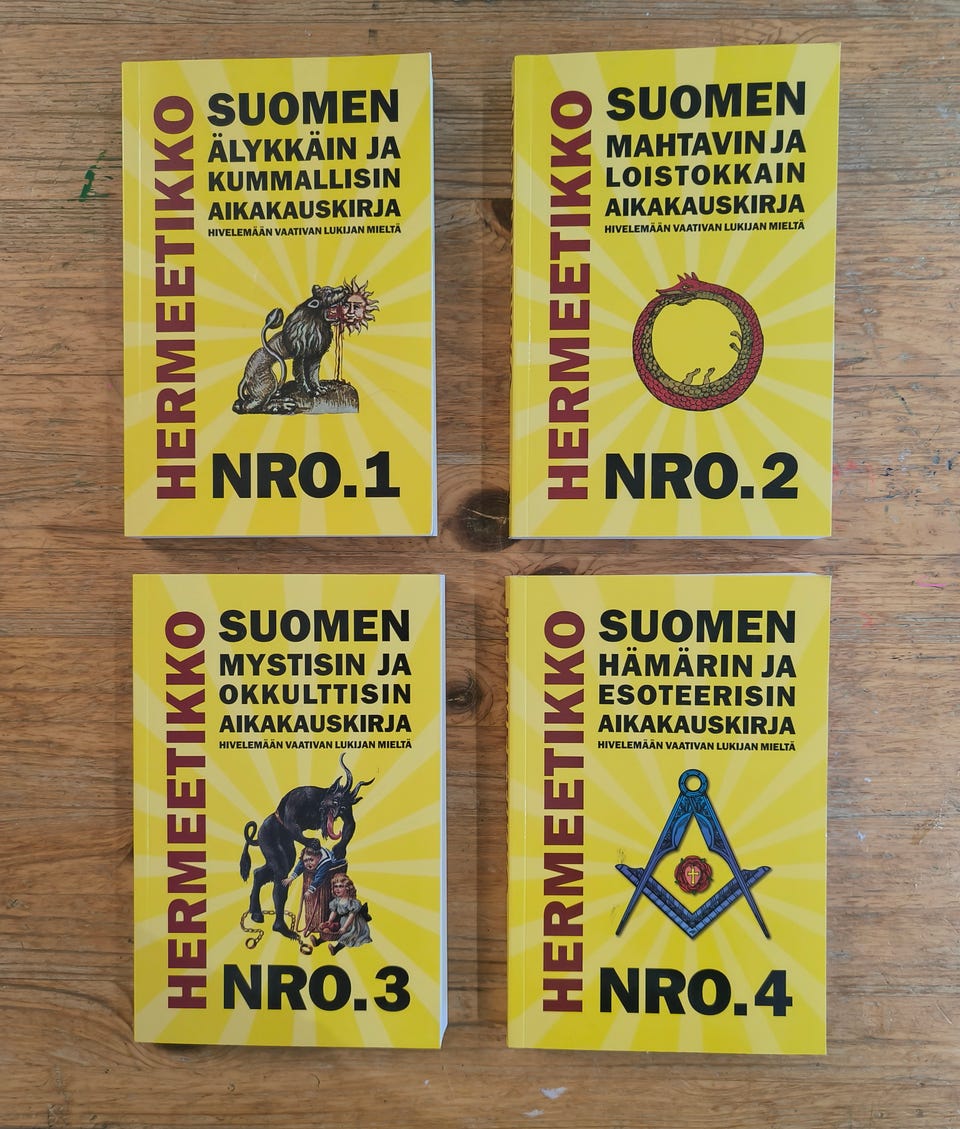 HERMEETIKKO
SUOMEN
ÄLYKKÄIN JA
KUMMALLISIN
AIKAKAUSKIRJA
HIVELEMÄÄN VAATIVAN LUKIJAN MIELTÄ
NRO.1
HERMEETIKKO
SUOMEN
MAHTAVIN JA
LOISTOKKAIN
AIKAKAUSKIRJA
HIVELEMÄÄN VAATIVAN LUKIJAN MIELTÄ
NRO.2
HERMEETIKKO
SUOMEN
MYSTISIN JA
OKKULTTISIN
AIKAKAUSKIRJA
HIVELEMÄÄN VAATIVAN LUKIJAN MIELTÄ
NRO.3
HERMEETIKKO
SUOMEN
HÄMÄRIN JA
ESOTEERISIN
AIKAKAUSKIRJA
HIVELEMÄÄN VAATIVAN LUKIJAN MIELTÄ
NRO.4